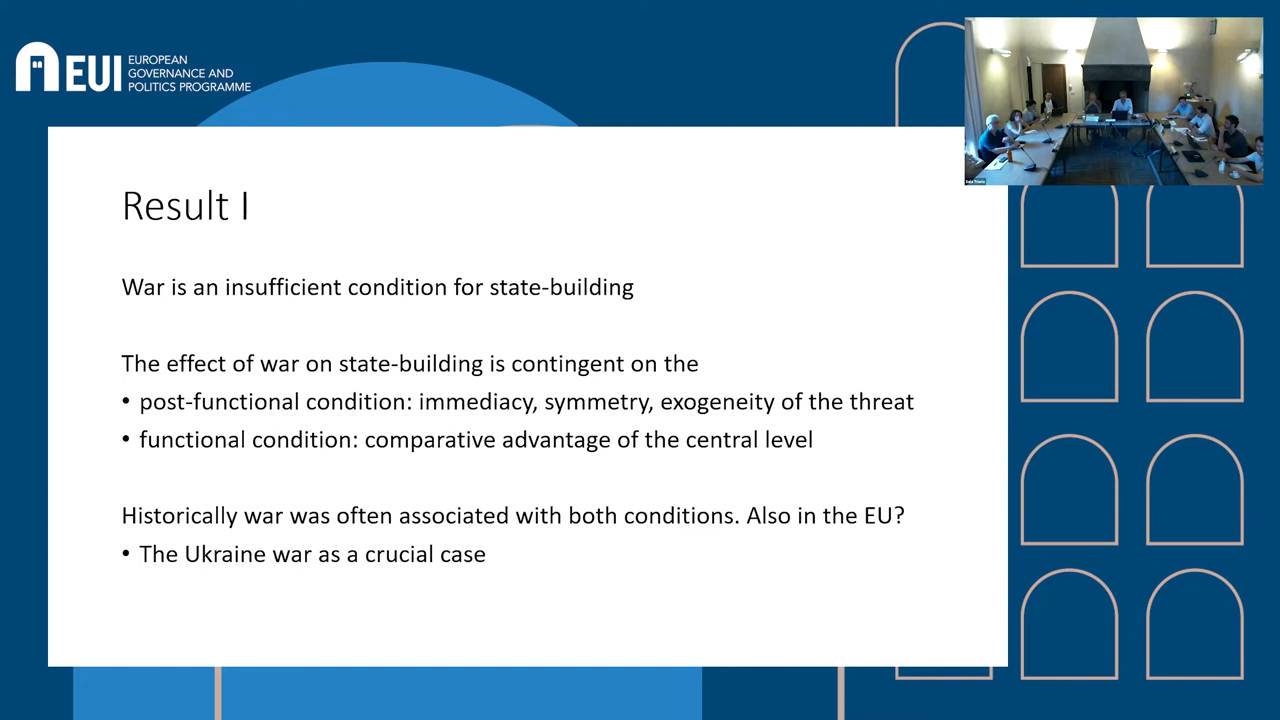 EUI
EUROPEAN
GOVERNANCE AND
POLITICS PROGRAMME
Result I
War is an insufficient condition for state-building
The effect of war on state-building is contingent on the
• post-functional condition: immediacy, symmetry, exogeneity of the threat
• functional condition: comparative advantage of the central level
Historically war was often associated with both conditions. Also in the EU?
• The Ukraine war as a crucial case